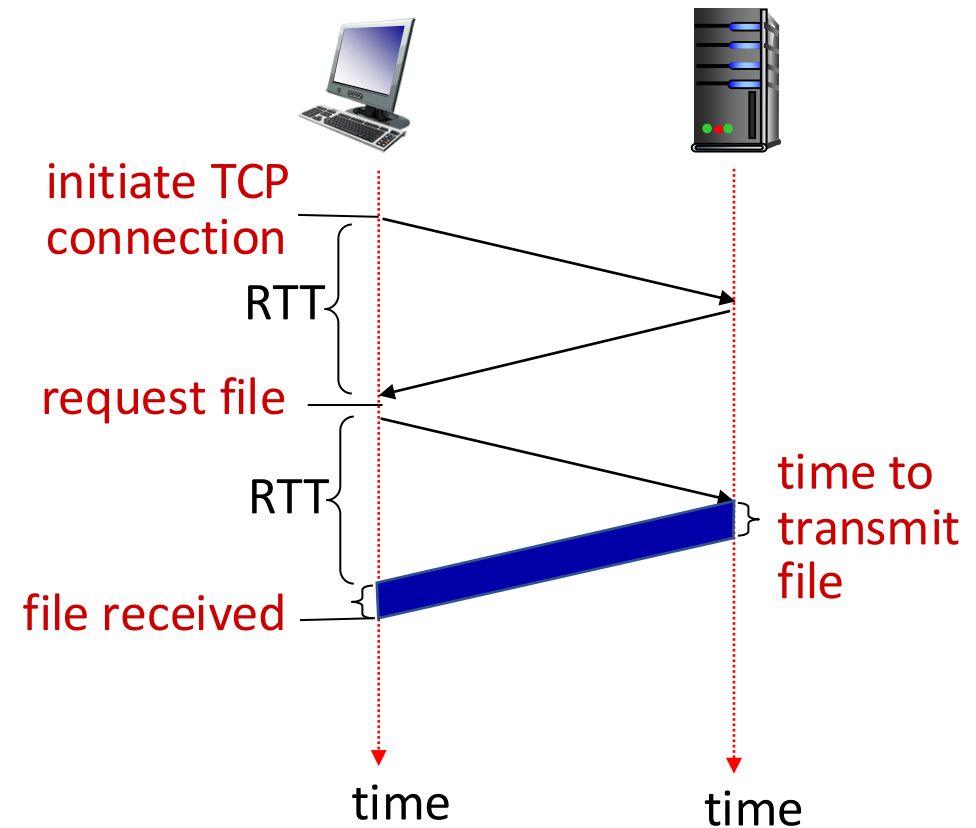 initiate TCP
connection
RTT
request file
RTT
time to
transmit
file
file received
time
time